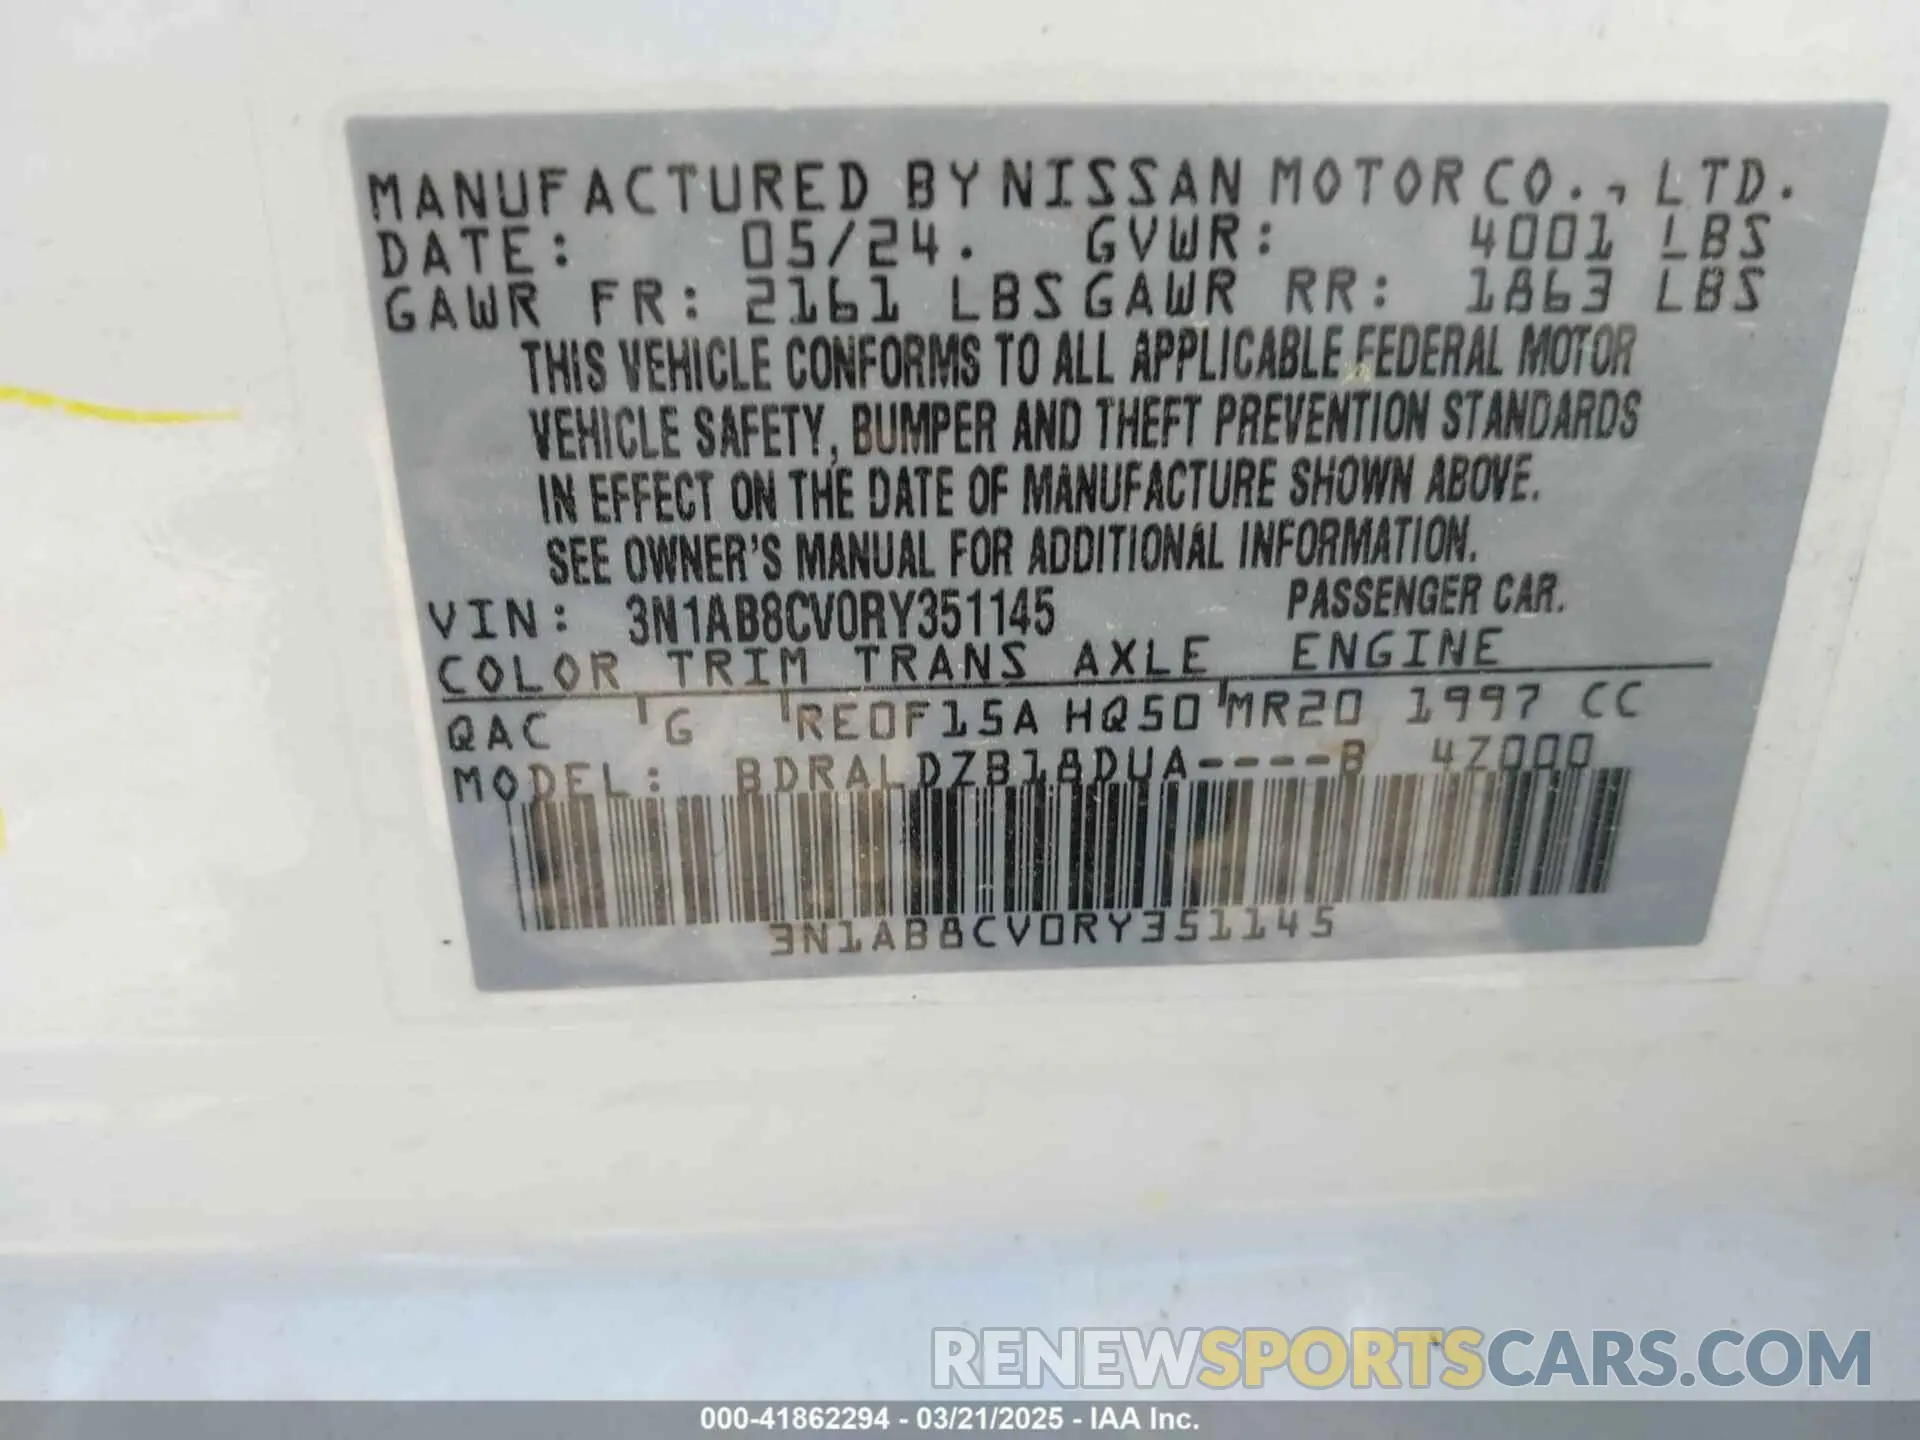 MANUFACTURED BY NISSAN MOTOR CO., LTD.
DATE: 05/24. GVWR: 4001 LBS
GAWR FR: 2161 LBS GAWR RR: 1863 LBS
THIS VEHICLE CONFORMS TO ALL APPLICABLE FEDERAL MOTOR
VEHICLE SAFETY, BUMPER AND THEFT PREVENTION STANDARDS
IN EFFECT ON THE DATE OF MANUFACTURE SHOWN ABOVE.
SEE OWNER'S MANUAL FOR ADDITIONAL INFORMATION.
VIN: 3N1AB8CV0RY351145 PASSENGER CAR.
COLOR TRIM TRANS AXLE ENGINE
QAC G RE0F15A HQ50 MR20 1997 CC
MODEL: BDRALDZB18DUA----B 4Z000
3N1AB8CV0RY351145
RENEWSPORTSCARS.COM
000-41862294 - 03/21/2025 - IAA Inc.